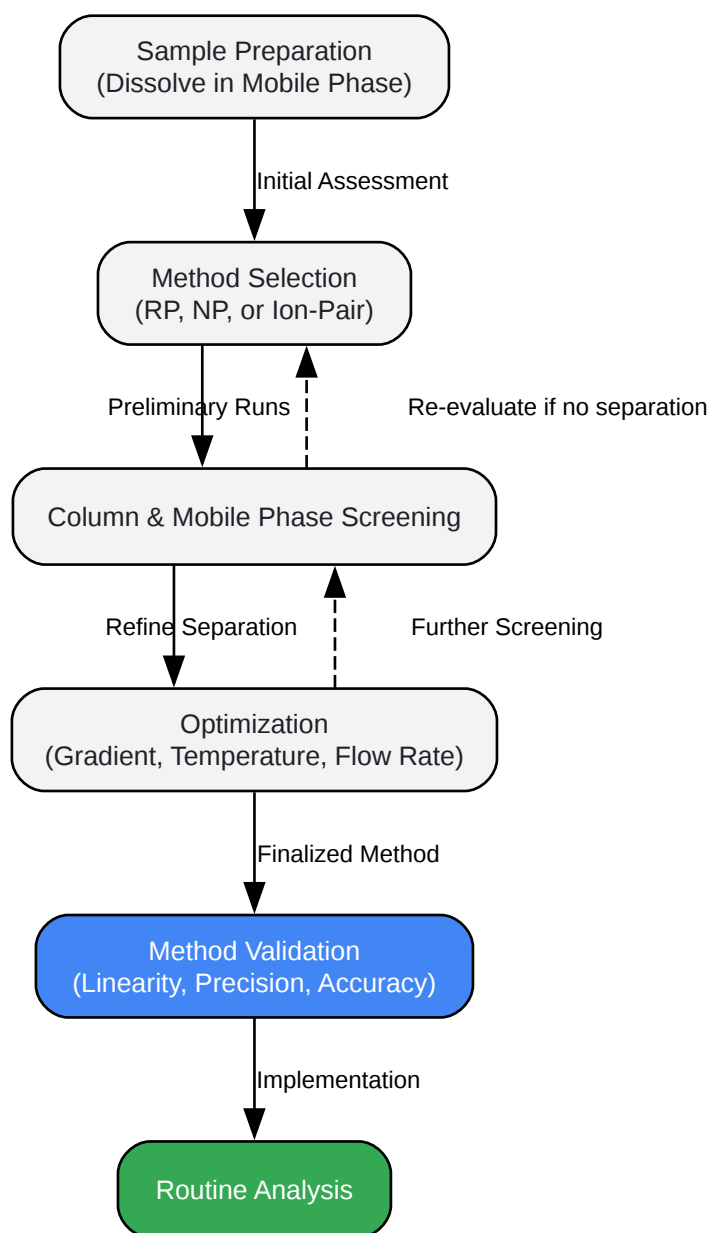 Sample Preparation
(Dissolve in Mobile Phase)
Initial Assessment
Method Selection
(RP, NP, or Ion-Pair)
Preliminary Runs
Re-evaluate if no separation
Column & Mobile Phase Screening
Refine Separation
Further Screening
Optimization
(Gradient, Temperature, Flow Rate)
Finalized Method
Method Validation
(Linearity, Precision, Accuracy)
Implementation
Routine Analysis